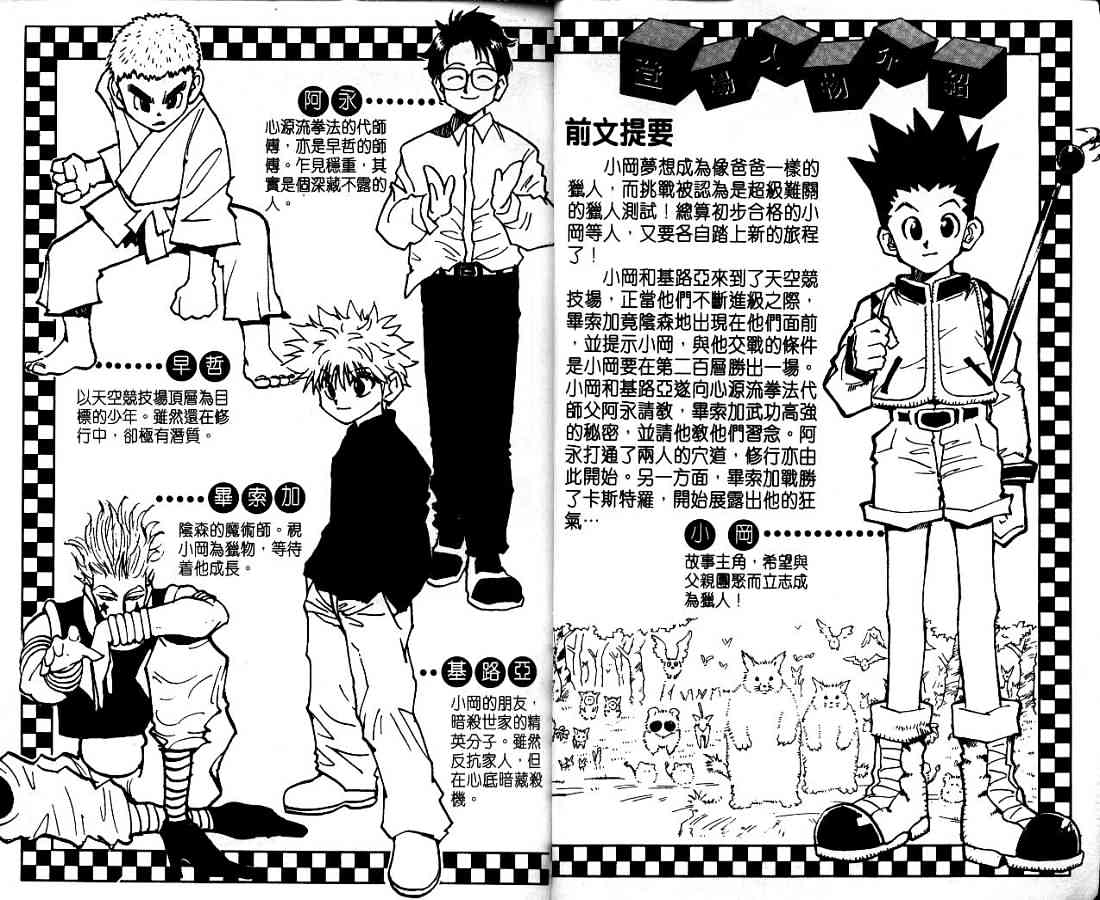 登場人物介紹
前文提要
小岡夢想成為像爸爸一樣的
獵人，而挑戰被認為是超級難關
的獵人測試！總算初步合格的小
岡等人，又要各自踏上新的旅程
了！
小岡和基路亞來到了天空競
技場，正當他們不斷進級之際，
畢索加竟陰森地出現在他們面前
，並提示小岡，與他交戰的條件
是小岡要在第二百層勝出一場。
小岡和基路亞遂向心源流拳法代
師父阿永請教，畢索加武功高強
的秘密，並請他教他們習念。阿
永打通了兩人的穴道，修行亦由
此開始。另一方面，畢索加戰勝
了卡斯特羅，開始展露出他的狂
氣…
小岡
故事主角，希望與
父親團聚而立志成
為獵人！
阿永
心源流拳法的代師
傅，亦是早哲的師
傅。乍見穩重，其
實是個深藏不露的
人。
早哲
以天空競技場頂層為目
標的少年。雖然還在修
行中，卻極有潛質。
畢索加
陰森的魔術師。視
小岡為獵物，等待
着他成長。
基路亞
小岡的朋友，
暗殺世家的精
英分子。雖然
反抗家人，但
在心底暗藏殺
機。